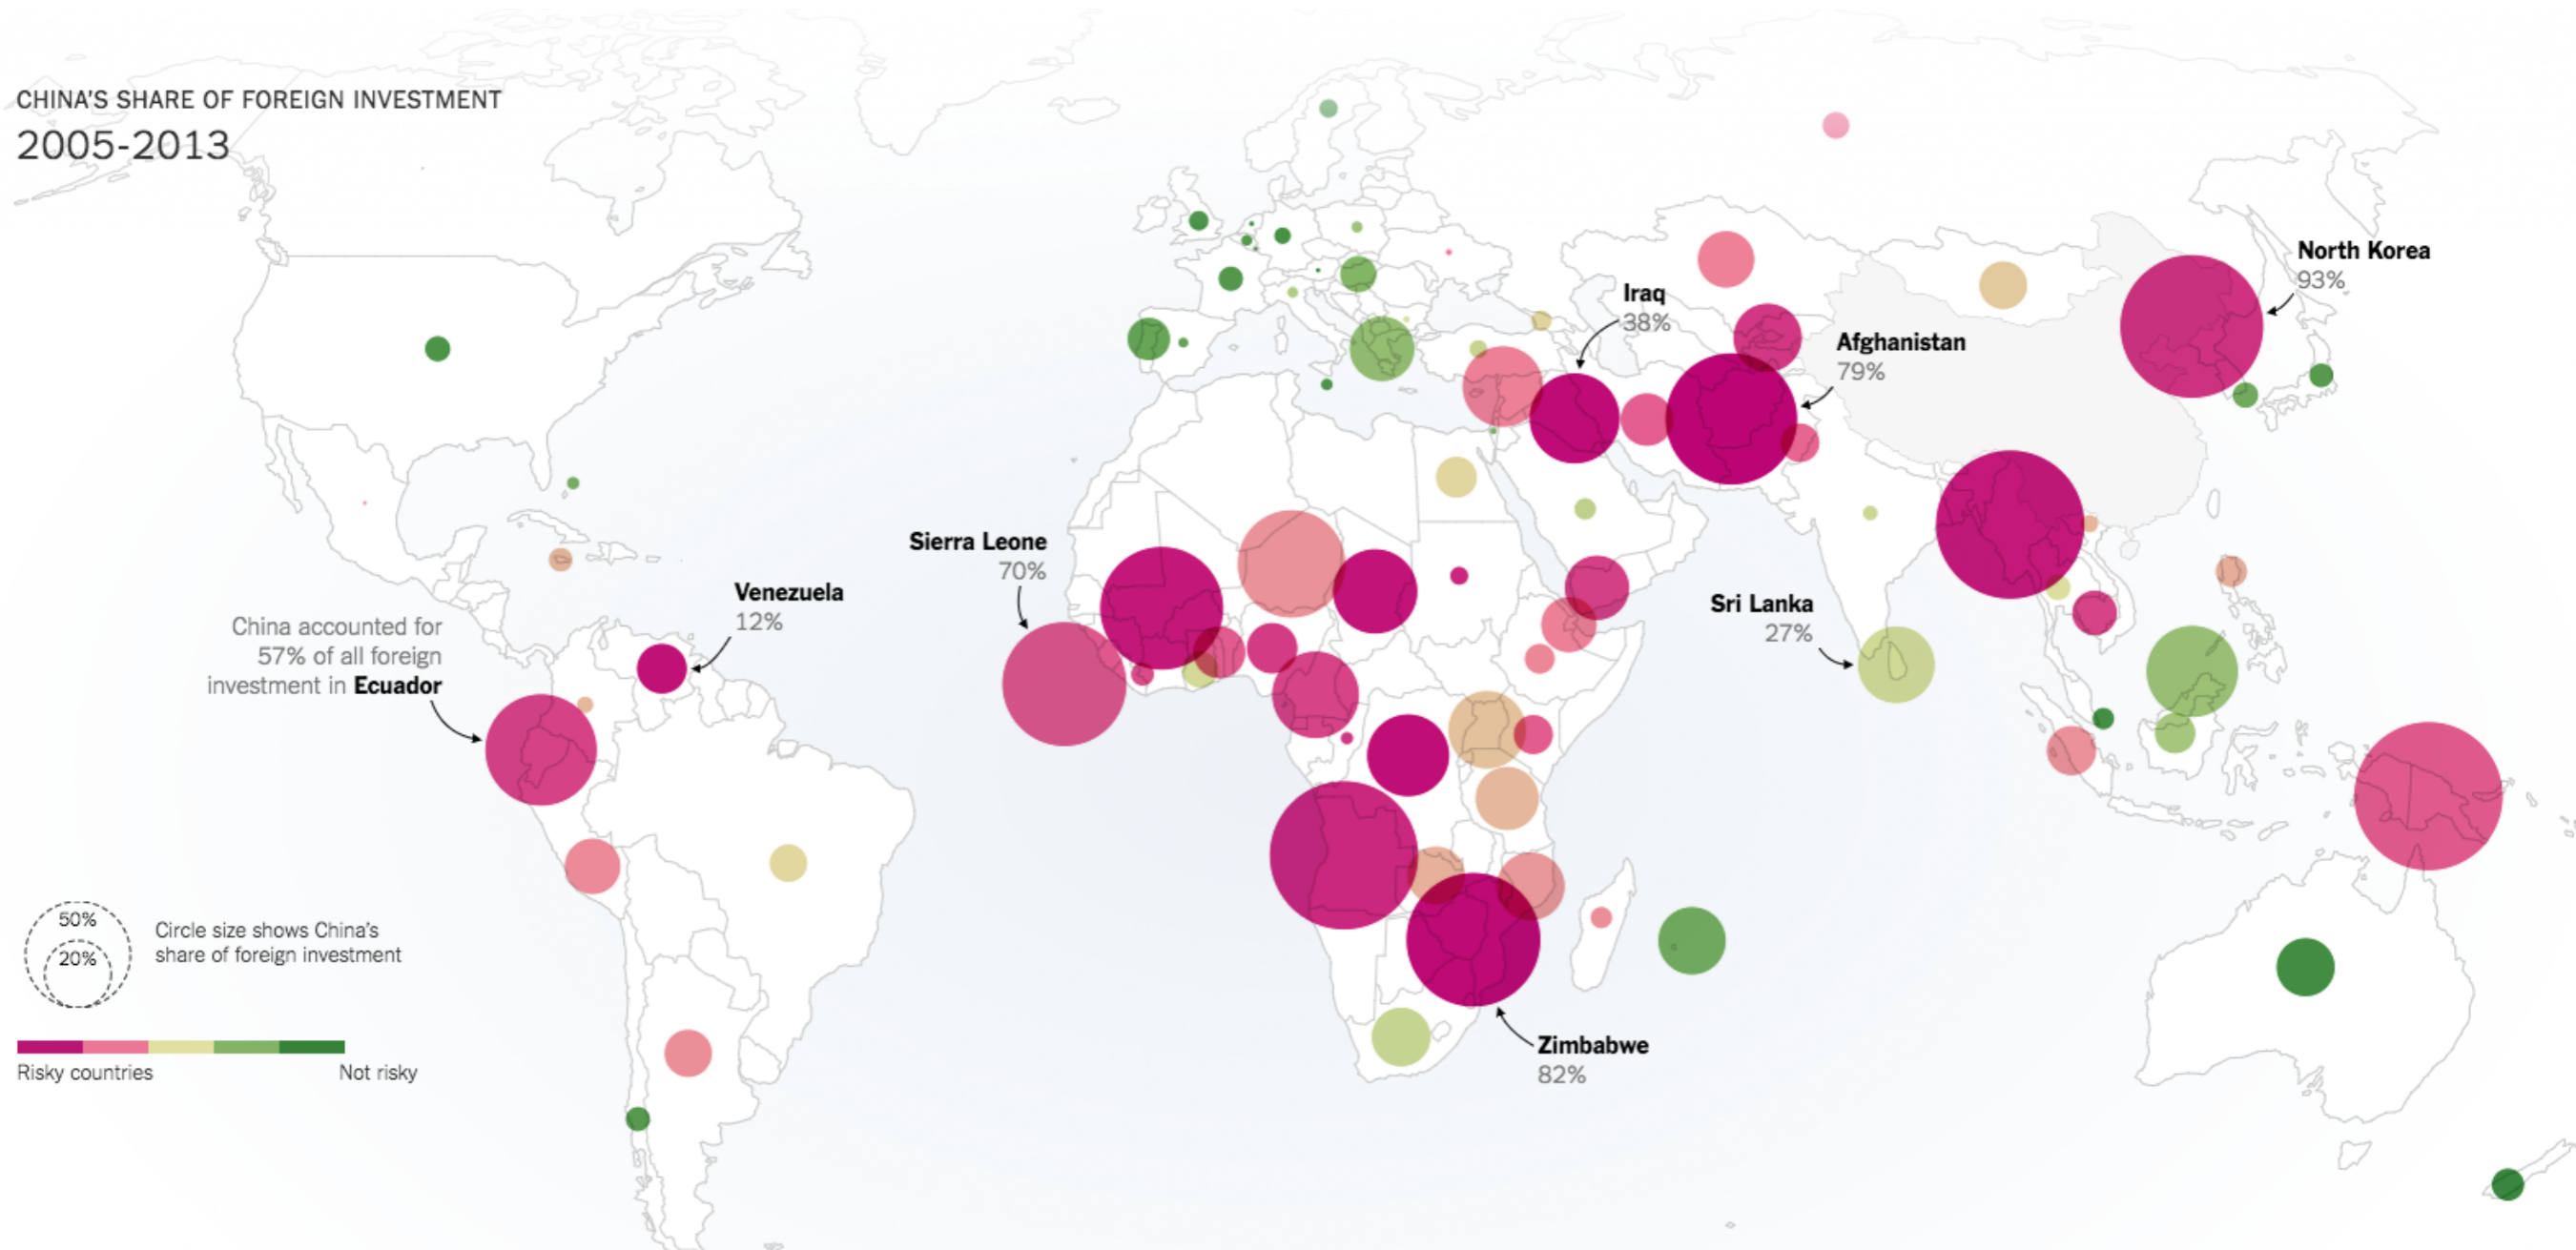 CHINA'S SHARE OF FOREIGN INVESTMENT
2005-2013
North Korea
93%
Iraq
38%
Afghanistan
79%
Sierra Leone
70%
Venezuela
12%
Sri Lanka
27%
China accounted for
57% of all foreign
investment in Ecuador
50%
20%
Circle size shows China's
share of foreign investment
Risky countries
Not risky
Zimbabwe
82%